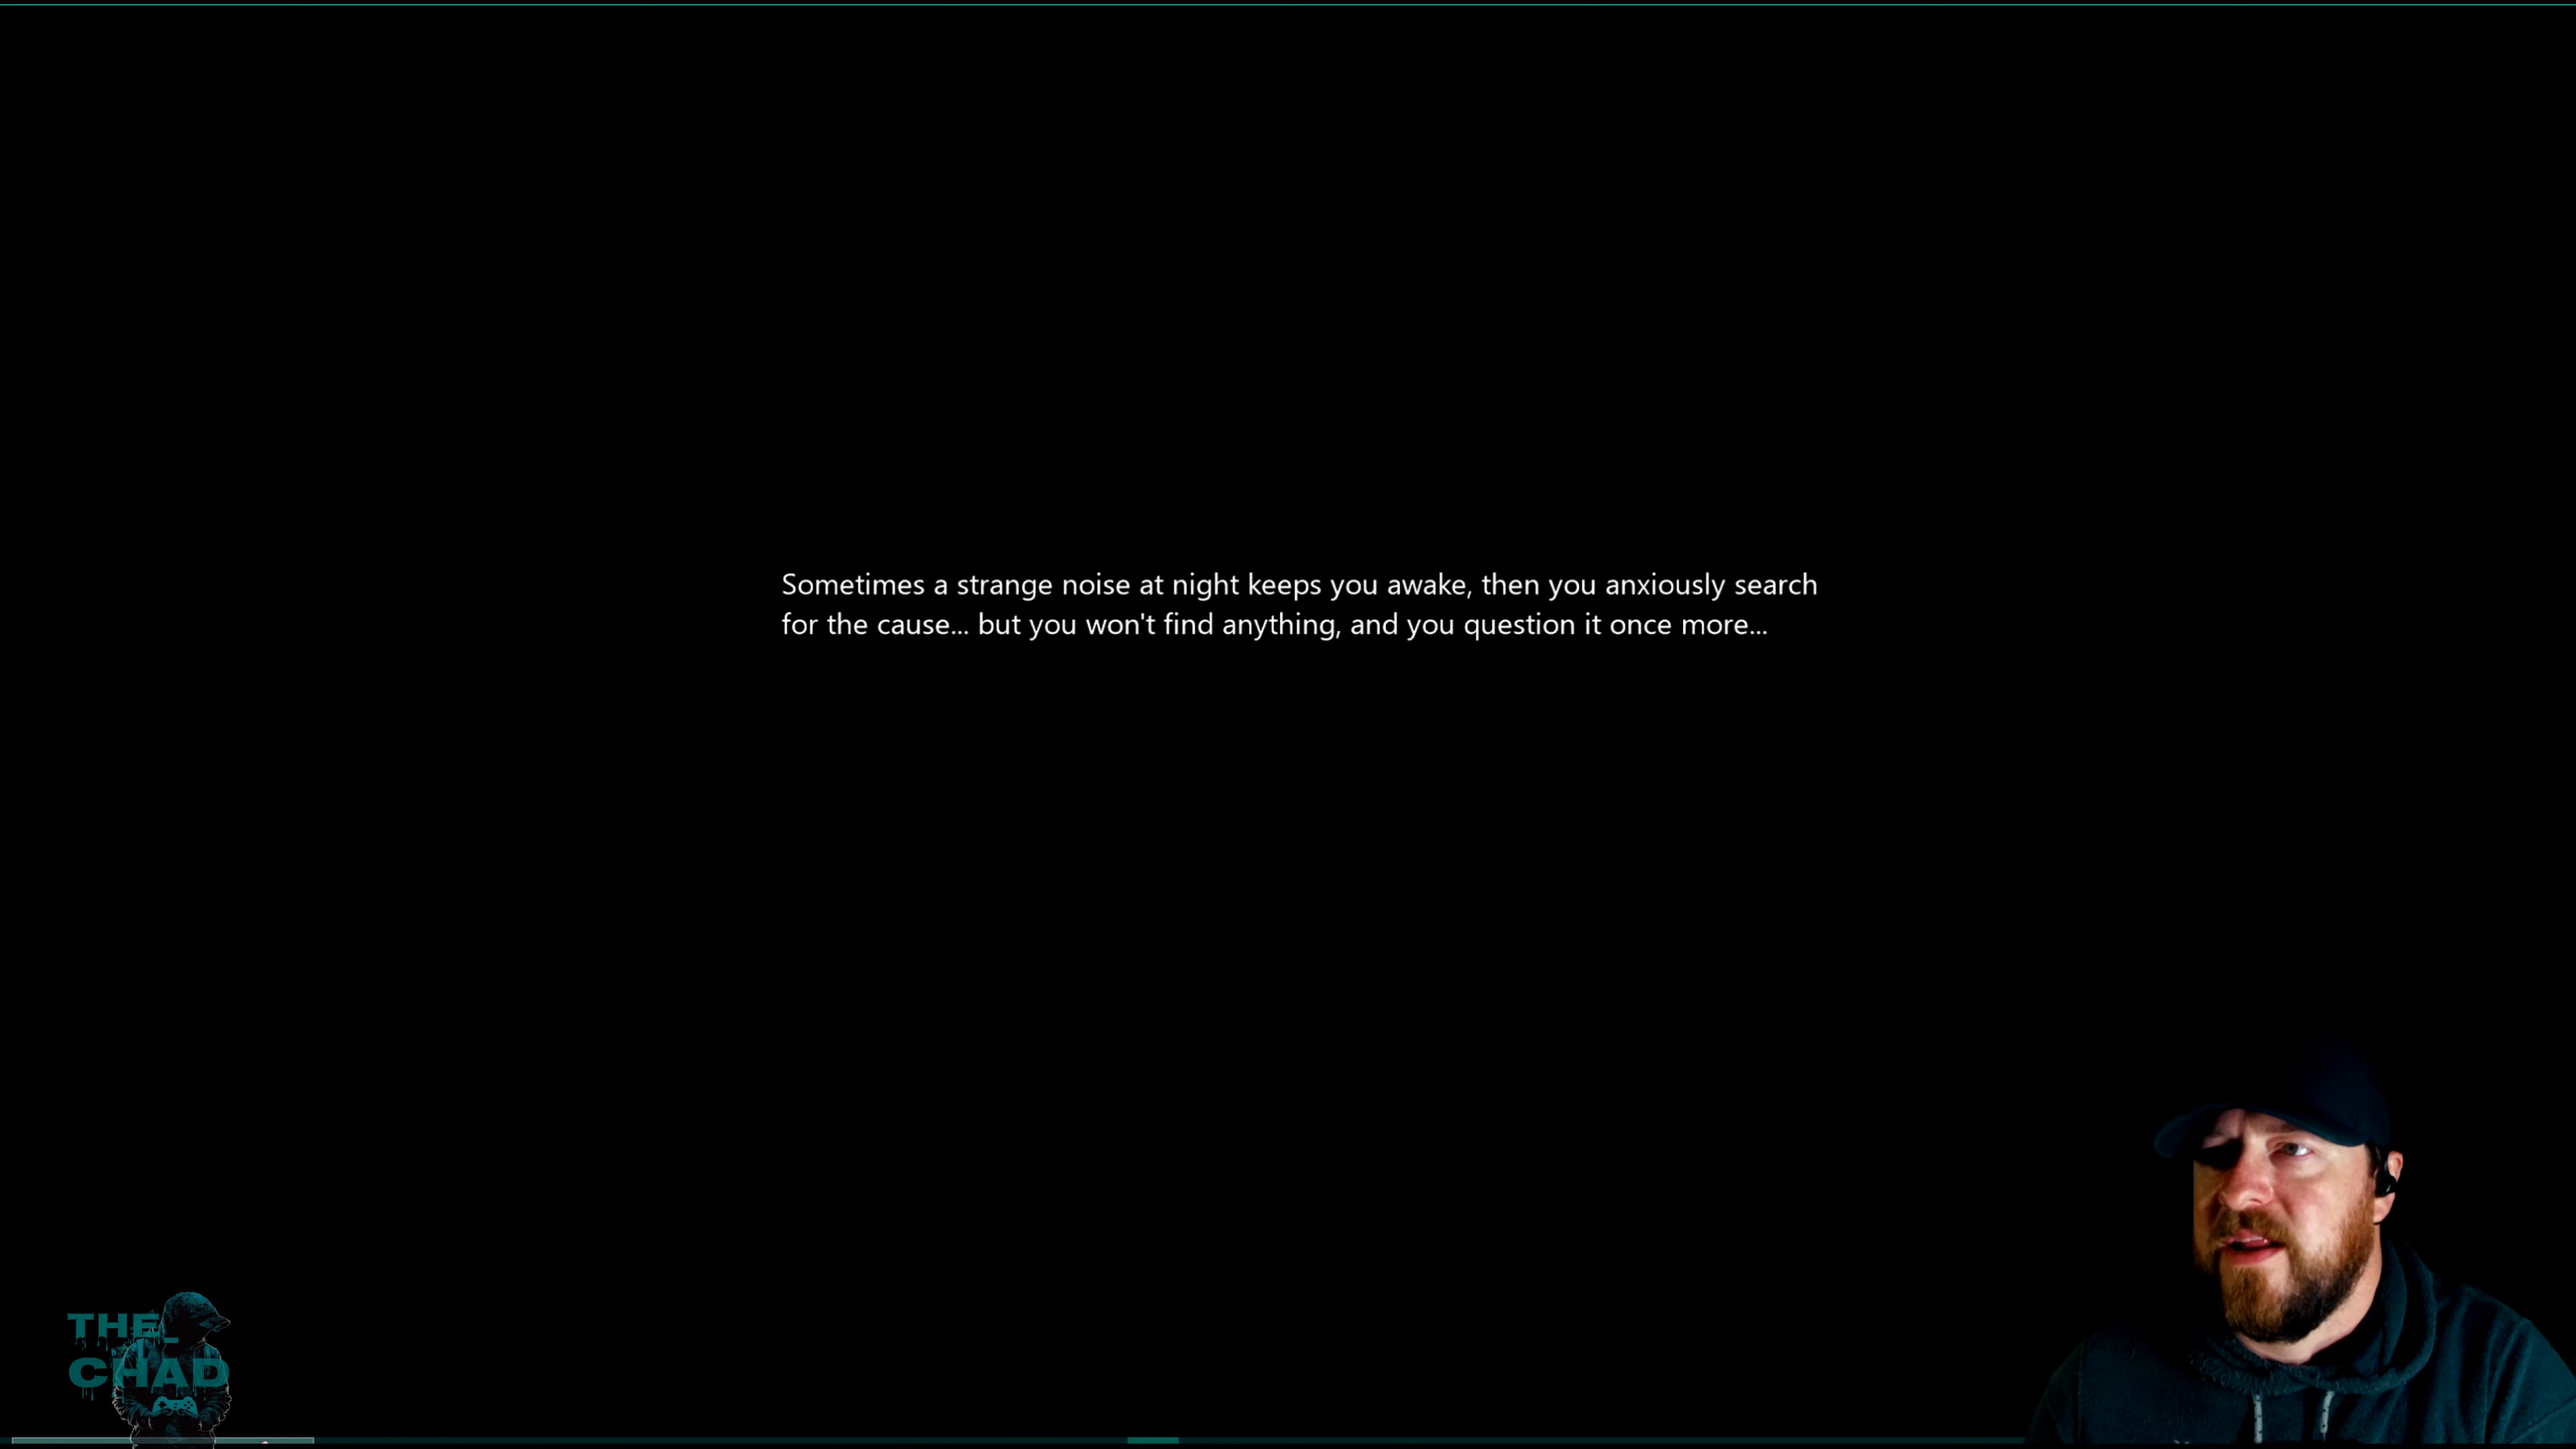 Sometimes a strange noise at night keeps you awake, then you anxiously search
for the cause... but you won't find anything, and you question it once more...
THE_
CHAD